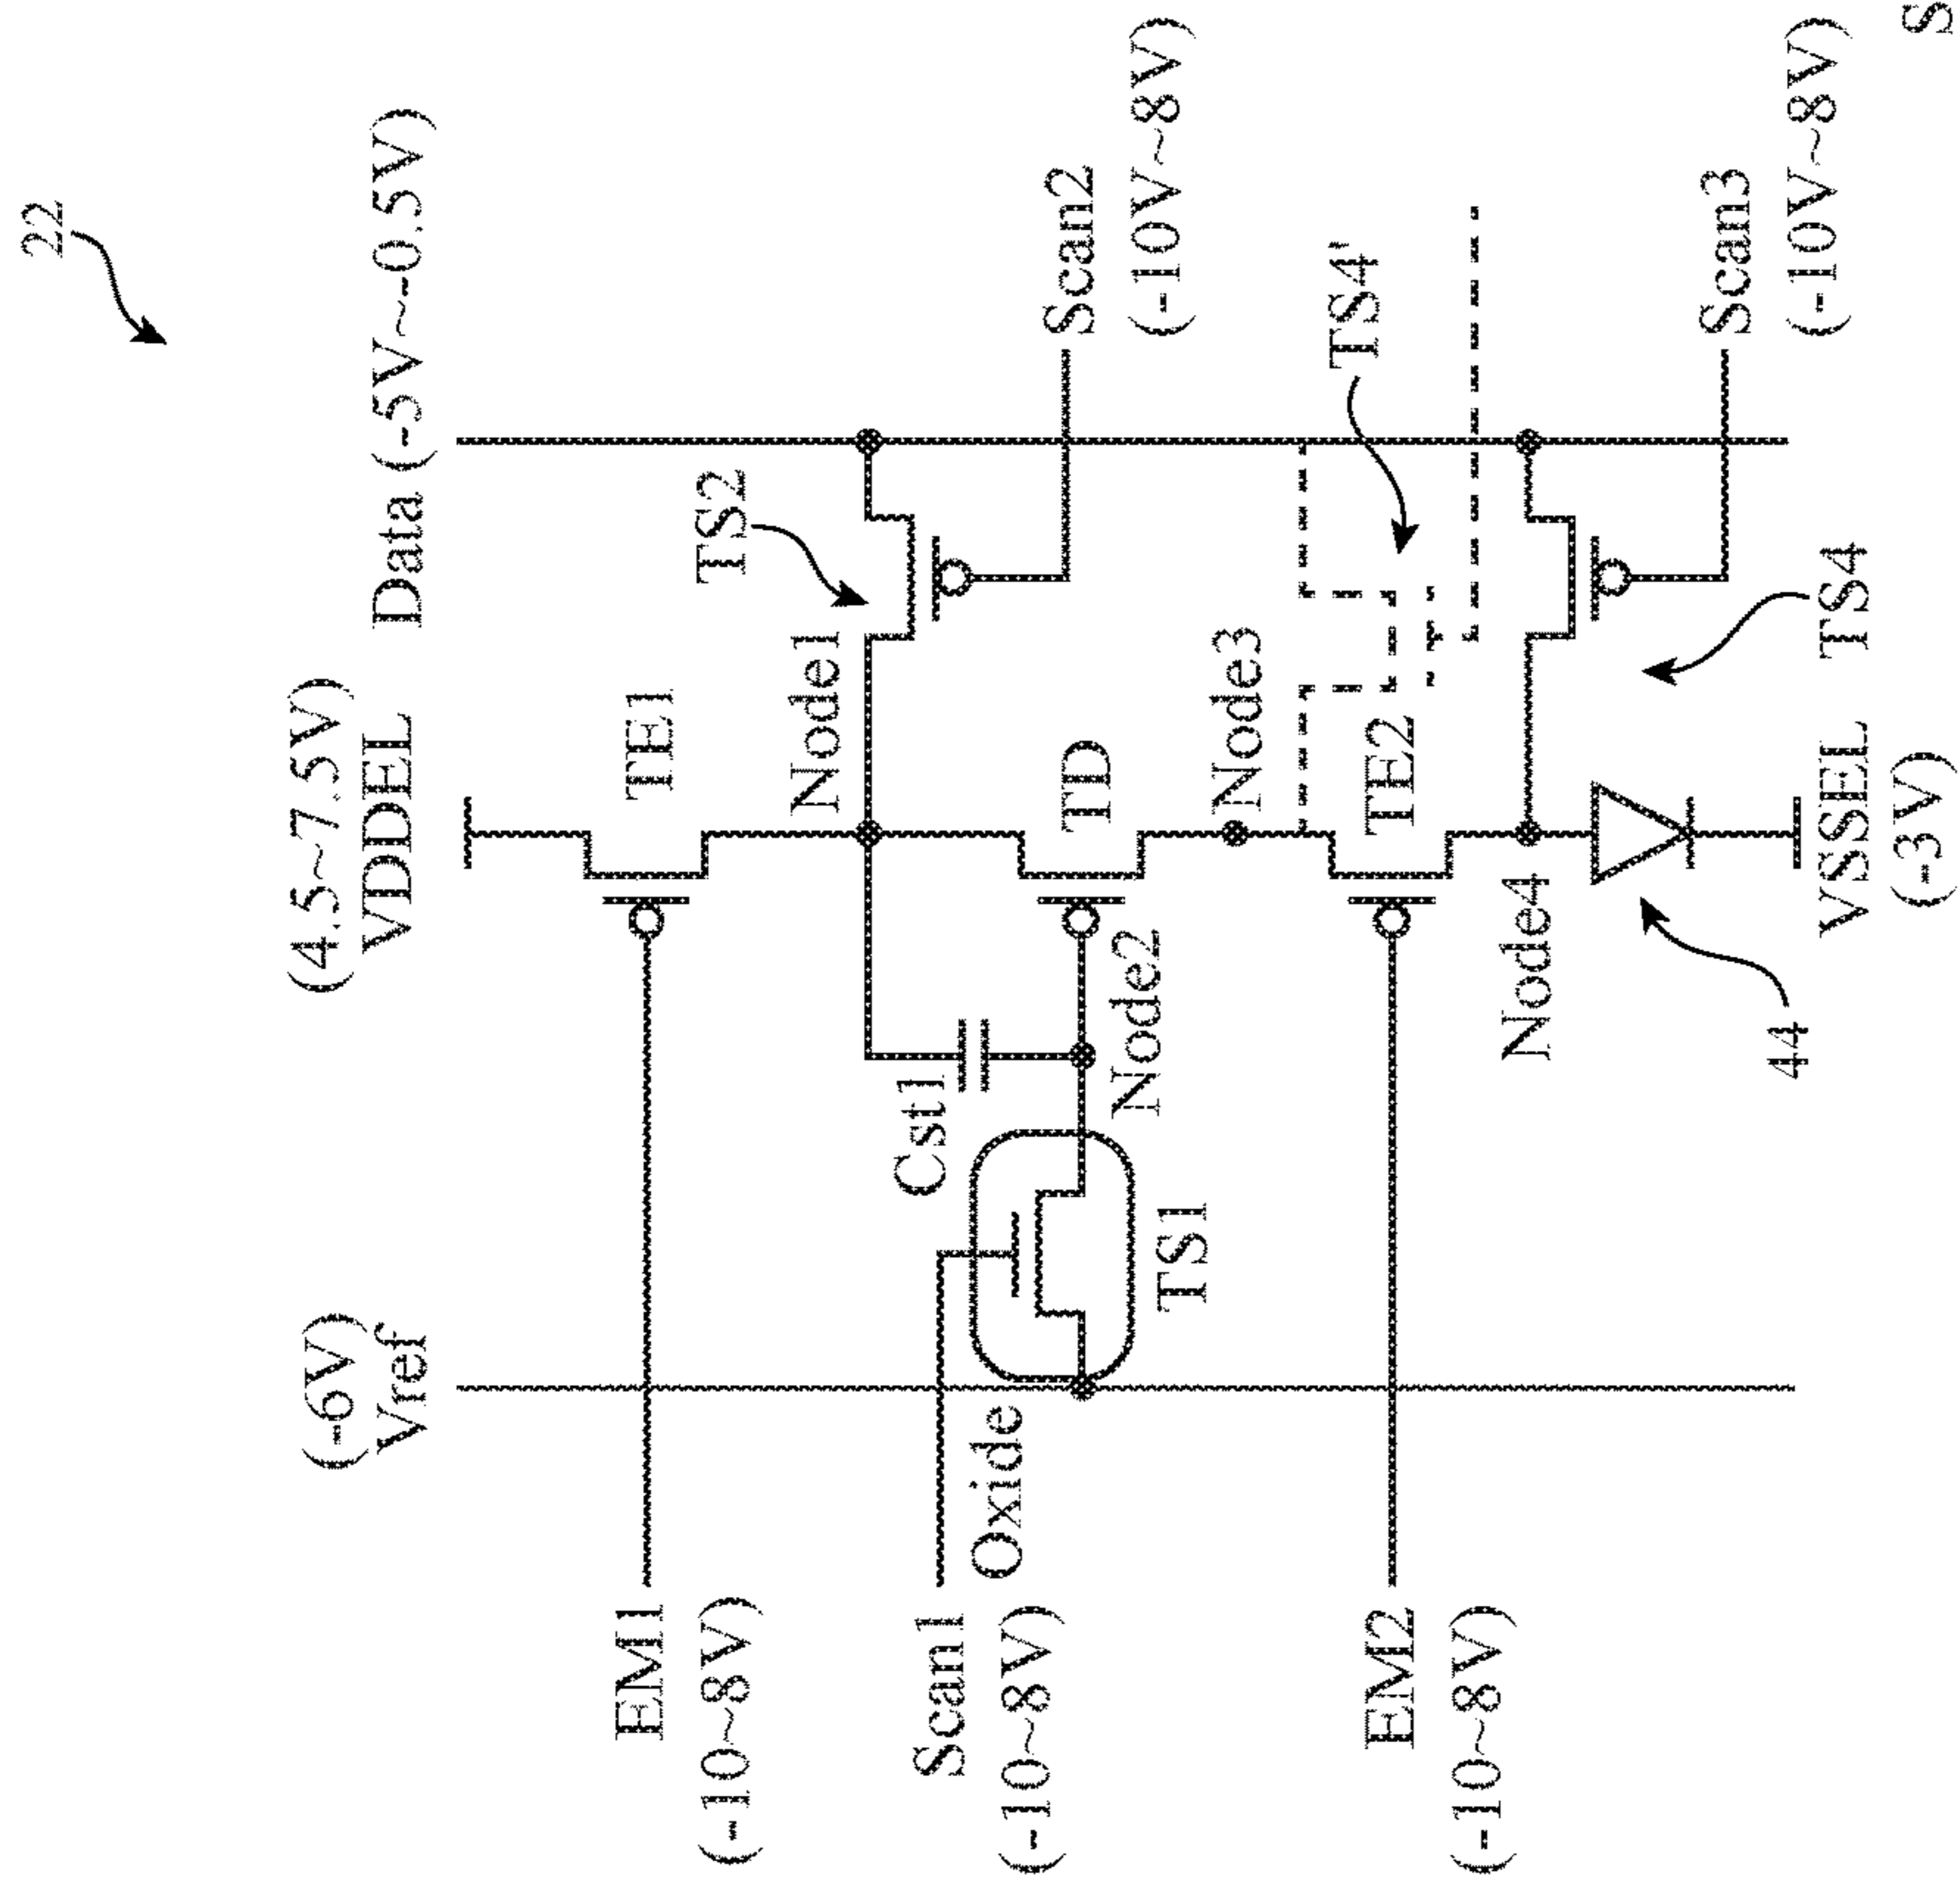 22
(4.5~7.5V)
VDDEL
Data (-5V~-0.5V)
(-6V)
Vref
EM1
(-10~8V)
TE1
TS2
Node1
Scan2
(-10V~8V)
Cst1
Scan1
(-10~8V)
Oxide
TS1
Node2
TD
Node3
TS4'
EM2
(-10~8V)
TE2
Node4
Scan3
(-10V~8V)
TS4
44
VSSEL
(-3V)
S